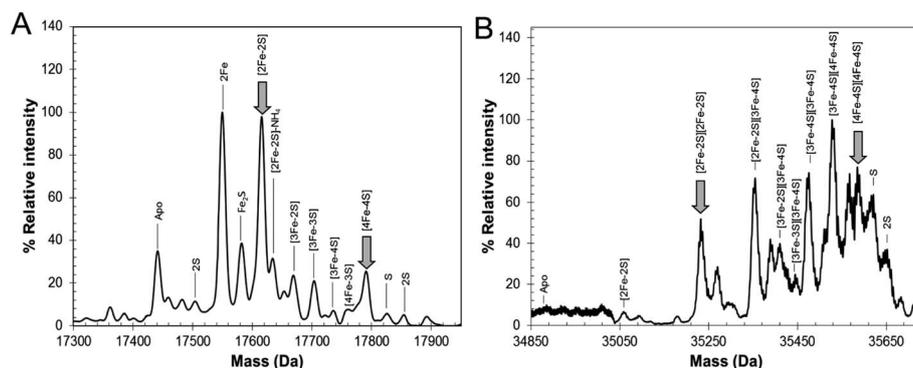 A
% Relative intensity
140
120
100
80
60
40
20
0
Apo
2S
2Fe
Fe2S
[2Fe-2S]
[2Fe-2S]-NH4
[3Fe-2S]
[3Fe-3S]
[3Fe-4S]
[4Fe-3S]
[4Fe-4S]
S
2S
17300 17400 17500 17600 17700 17800 17900
Mass (Da)
B
% Relative intensity
140
120
100
80
60
40
20
0
Apo
[2Fe-2S]
[2Fe-2S][2Fe-2S]
[2Fe-2S][3Fe-4S]
[3Fe-2S][3Fe-4S]
[3Fe-3S][3Fe-4S]
[3Fe-4S][3Fe-4S]
[3Fe-4S][4Fe-4S]
[4Fe-4S][4Fe-4S]
S
2S
34850 35050 35250 35450 35650
Mass (Da)